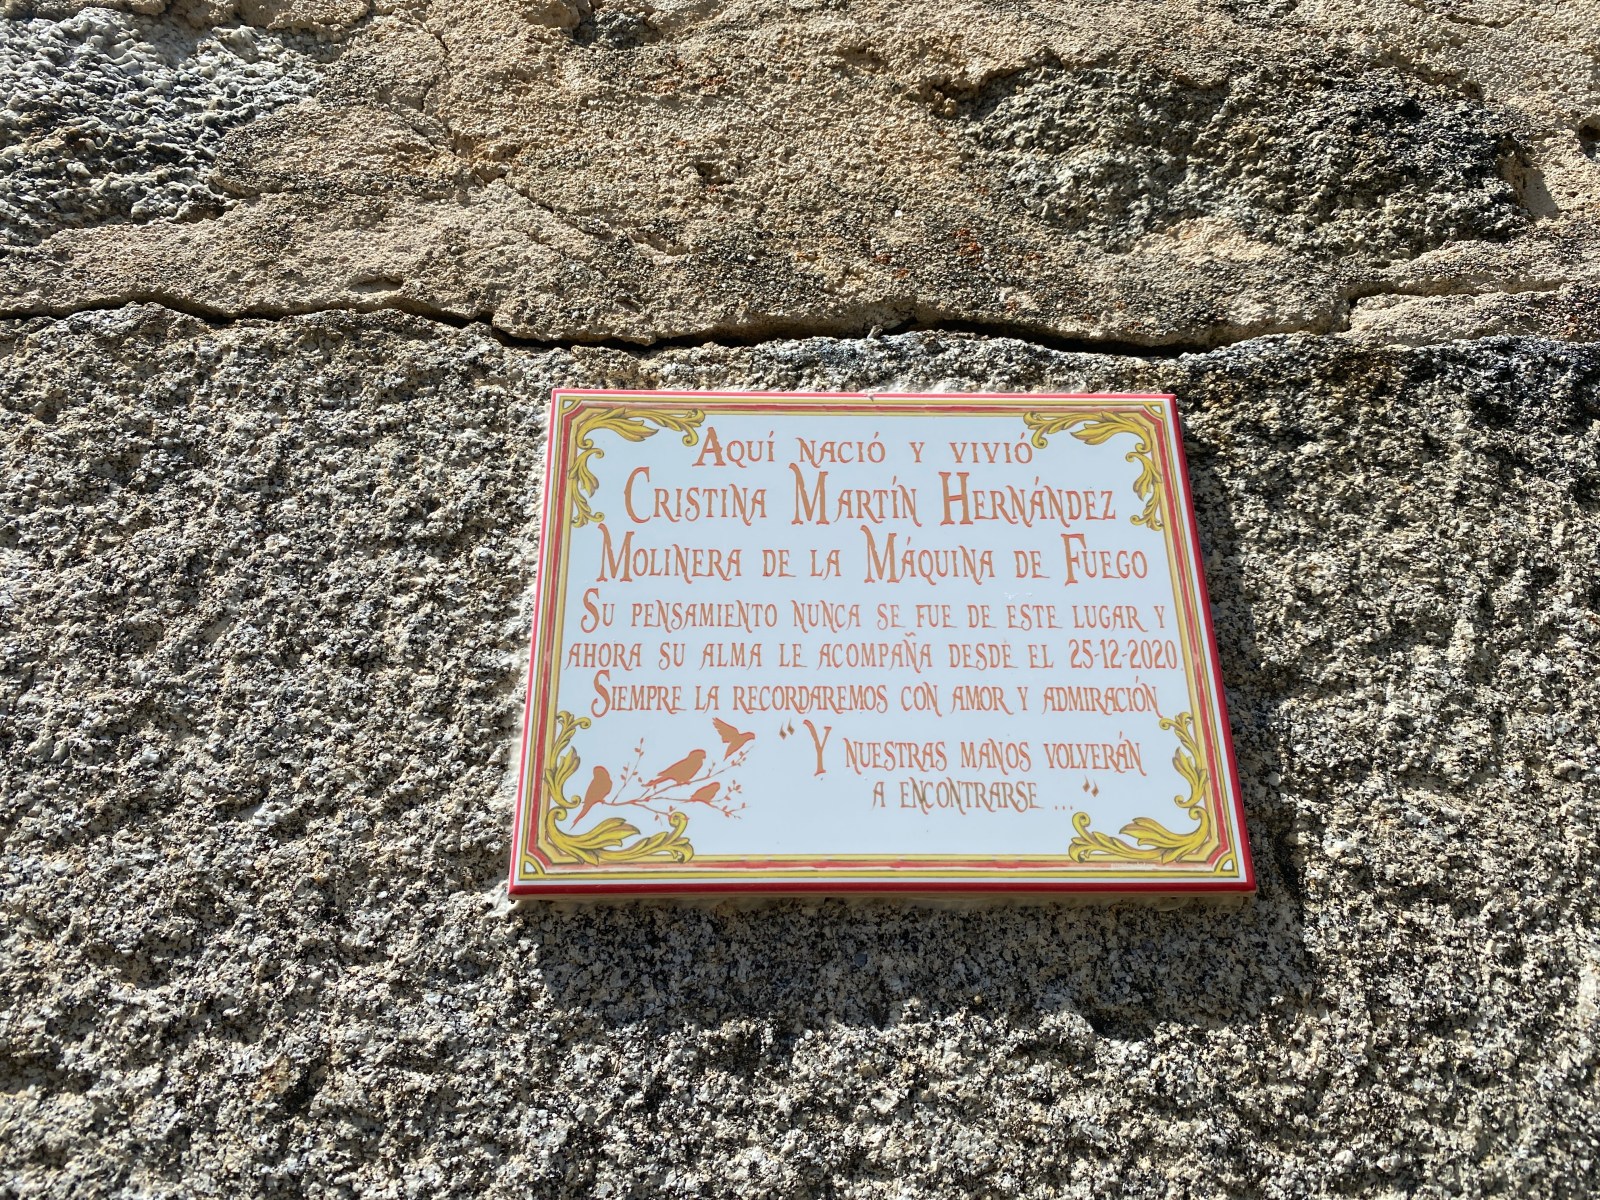 Aquí nació y vivió
Cristina Martín Hernández
Molinera de la Máquina de Fuego
Su pensamiento nunca se fue de este lugar y
ahora su alma le acompaña desde el 25-12-2020.
Siempre la recordaremos con amor y admiración
"Y nuestras manos volverán
a encontrarse ..."